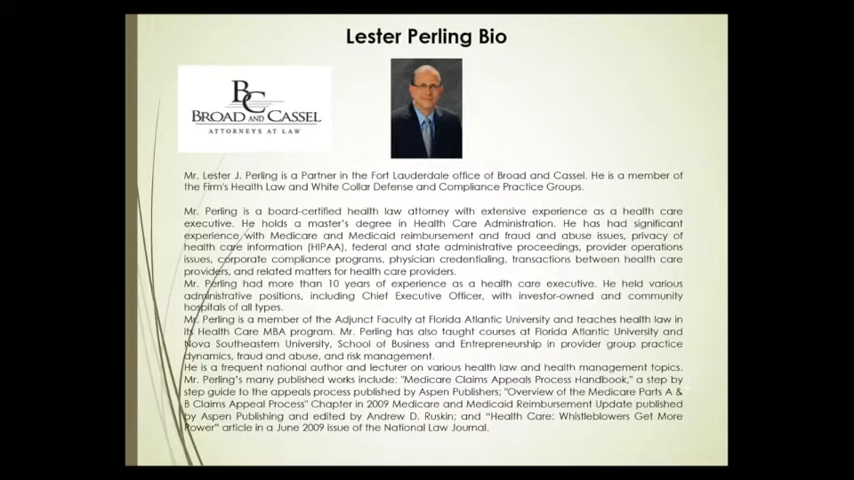 Lester Perling Bio
BC
BROAD AND CASSEL
ATTORNEYS AT LAW
Mr. Lester J. Perling is a Partner in the Fort Lauderdale office of Broad and Cassel. He is a member of
the Firm's Health Law and White Collar Defense and Compliance Practice Groups.
Mr. Perling is a board-certified health law attorney with extensive experience as a health care
executive. He holds a master's degree in Health Care Administration. He has had significant
experience with Medicare and Medicaid reimbursement and fraud and abuse issues, privacy of
health care information (HIPAA), federal and state administrative proceedings, provider operations
issues, corporate compliance programs, physician credentialing, transactions between health care
providers, and related matters for health care providers.
Mr. Perling had more than 10 years of experience as a health care executive. He held various
administrative positions, including Chief Executive Officer, with investor-owned and community
hospitals of all types.
Mr. Perling is a member of the Adjunct Faculty at Florida Atlantic University and teaches health law in
its Health Care MBA program. Mr. Perling has also taught courses at Florida Atlantic University and
Nova Southeastern University, School of Business and Entrepreneurship in provider group practice
dynamics, fraud and abuse, and risk management.
He is a frequent national author and lecturer on various health law and health management topics.
Mr. Perling's many published works include: "Medicare Claims Appeals Process Handbook," a step by
step guide to the appeals process published by Aspen Publishers; "Overview of the Medicare Parts A &
B Claims Appeal Process" Chapter in 2009 Medicare and Medicaid Reimbursement Update published
by Aspen Publishing and edited by Andrew D. Ruskin; and "Health Care: Whistleblowers Get More
Power" article in a June 2009 issue of the National Law Journal.